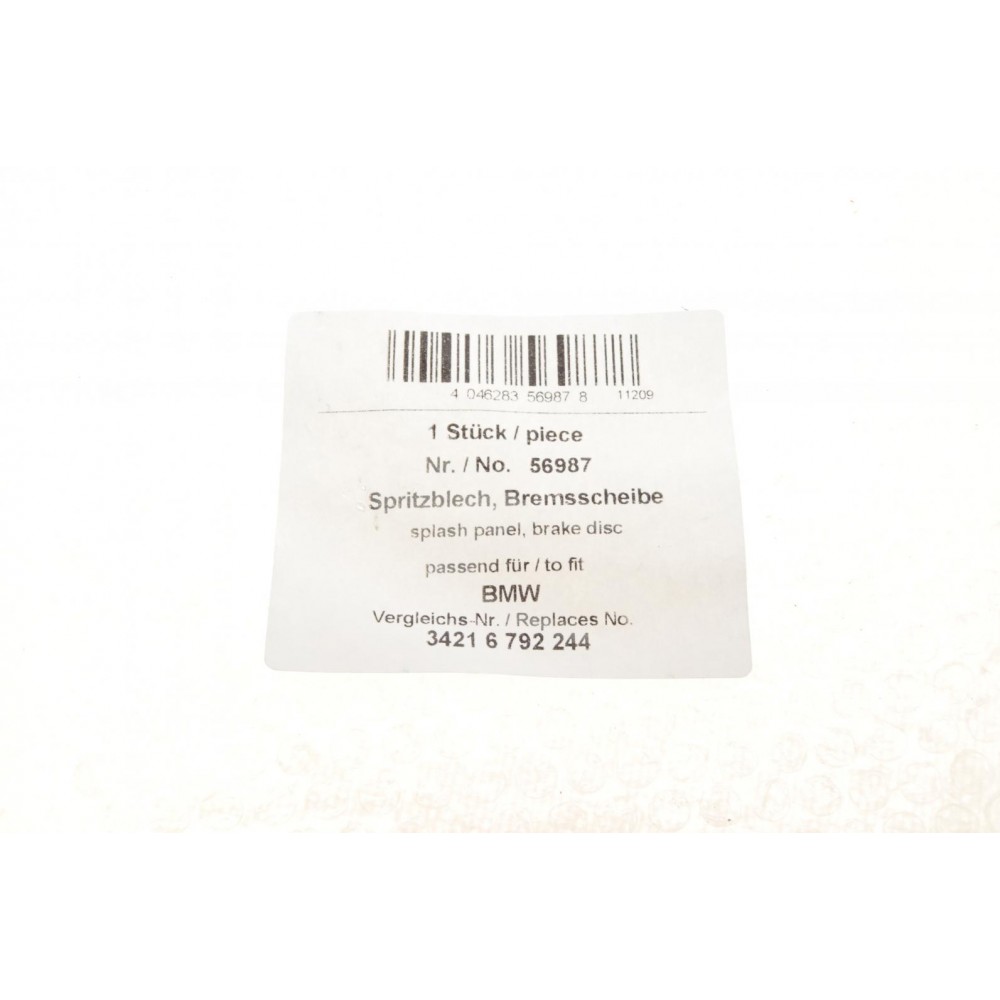 4 046283 56987 8 11209
1 Stück / piece
Nr. / No. 56987
Spritzblech, Bremsscheibe
splash panel, brake disc
passend für / to fit
BMW
Vergleichs-Nr. / Replaces No.
3421 6 792 244